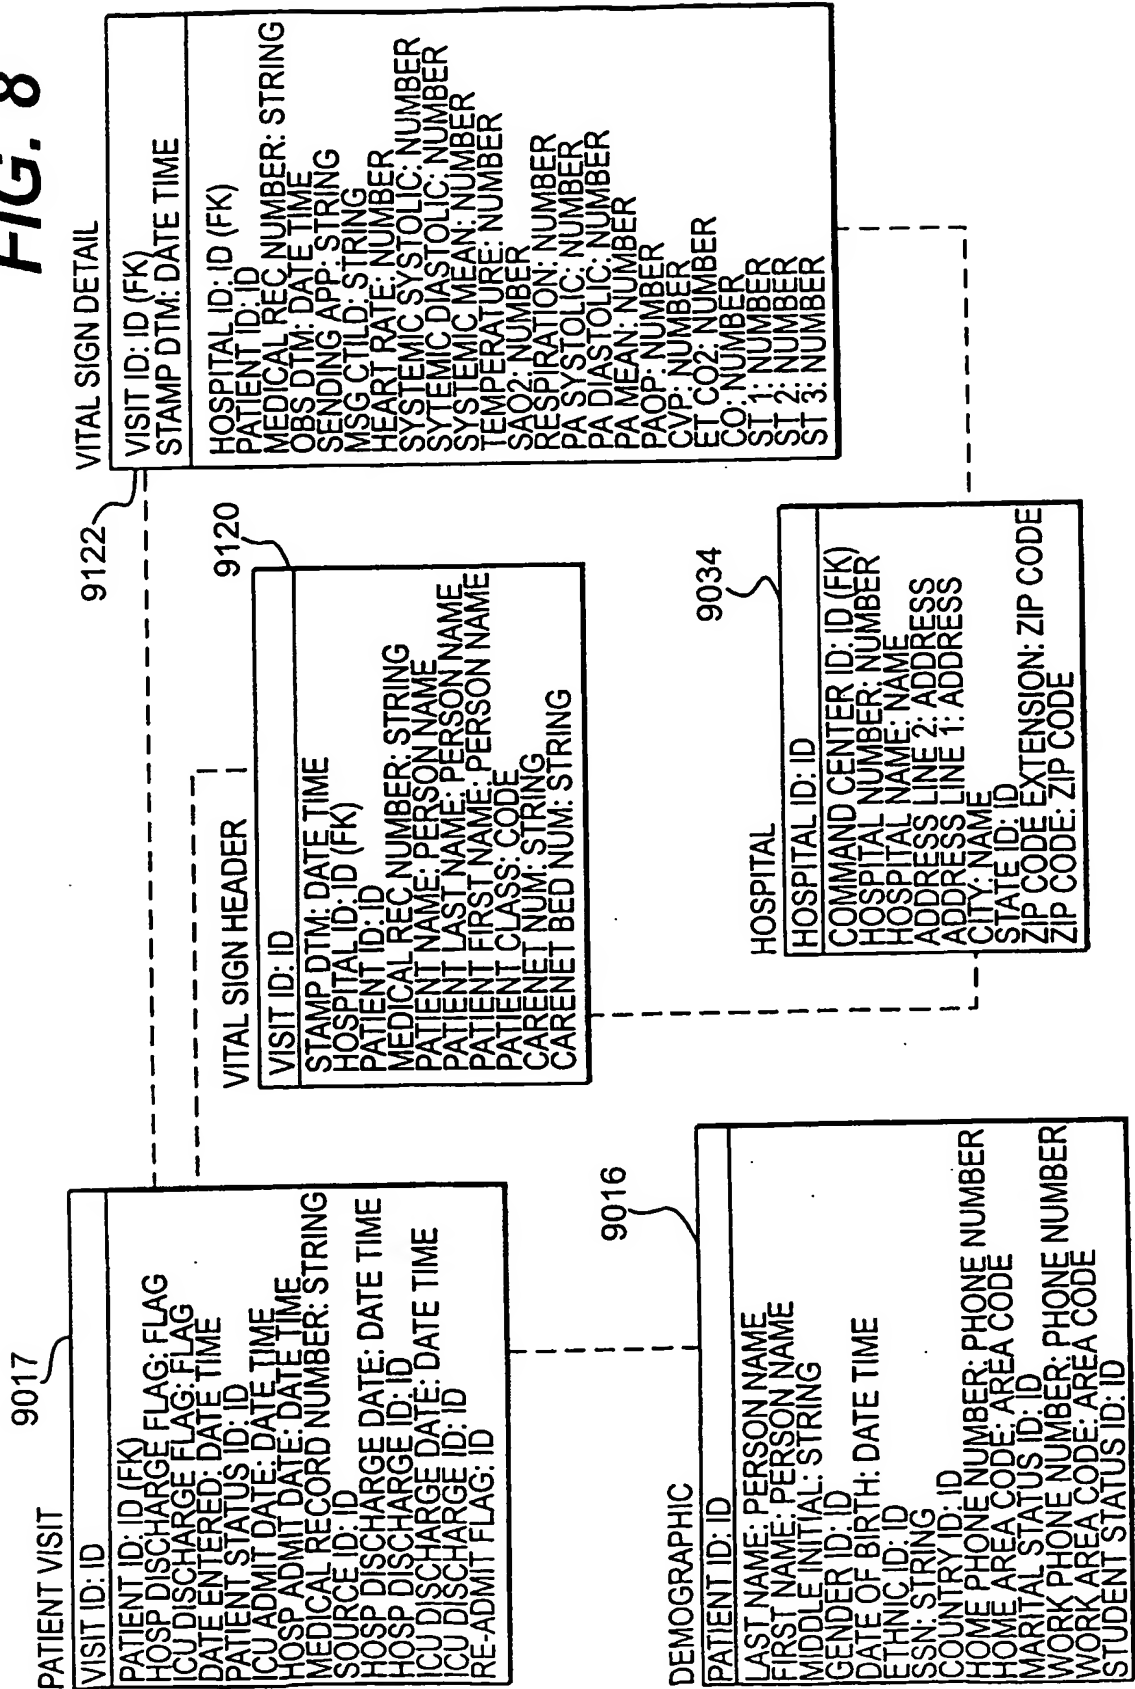 FIG. 8
PATIENT VISIT
9017
VISIT ID: ID
PATIENT ID: ID (FK)
HOSP DISCHARGE FLAG: FLAG
ICU DISCHARGE FLAG: FLAG
DATE ENTERED: DATE TIME
PATIENT STATUS ID: ID
ICU ADMIT DATE: DATE TIME
HOSP ADMIT DATE: DATE TIME
MEDICAL RECORD NUMBER: STRING
SOURCE ID: ID
HOSP DISCHARGE DATE: DATE TIME
HOSP DISCHARGE ID: ID
ICU DISCHARGE DATE: DATE TIME
ICU DISCHARGE ID: ID
RE-ADMIT FLAG: ID
DEMOGRAPHIC
9016
PATIENT ID: ID
LAST NAME: PERSON NAME
FIRST NAME: PERSON NAME
MIDDLE INITIAL: STRING
GENDER ID: ID
DATE OF BIRTH: DATE TIME
ETHNIC ID: ID
SSN: STRING
COUNTRY ID: ID
HOME PHONE NUMBER: PHONE NUMBER
HOME AREA CODE: AREA CODE
MARITAL STATUS ID: ID
WORK PHONE NUMBER: PHONE NUMBER
WORK AREA CODE: AREA CODE
STUDENT STATUS ID: ID
VITAL SIGN HEADER
9120
VISIT ID: ID
STAMP DTM: DATE TIME
HOSPITAL ID: ID (FK)
PATIENT ID: ID
MEDICAL REC NUMBER: STRING
PATIENT NAME: PERSON NAME
PATIENT LAST NAME: PERSON NAME
PATIENT FIRST NAME: PERSON NAME
PATIENT CLASS: CODE
CARENET NUM: STRING
CARENET BED NUM: STRING
HOSPITAL
9034
HOSPITAL ID: ID
COMMAND CENTER ID: ID (FK)
HOSPITAL NUMBER: NUMBER
HOSPITAL NAME: NAME
ADDRESS LINE 2: ADDRESS
ADDRESS LINE 1: ADDRESS
CITY: NAME
STATE ID: ID
ZIP CODE EXTENSION: ZIP CODE
ZIP CODE: ZIP CODE
VITAL SIGN DETAIL
9122
VISIT ID: ID (FK)
STAMP DTM: DATE TIME
HOSPITAL ID: ID (FK)
PATIENT ID: ID
MEDICAL REC NUMBER: STRING
OBS DTM: DATE TIME
SENDING APP: STRING
MSG CTILD: STRING
HEART RATE: NUMBER
SYSTEMIC SYSTOLIC: NUMBER
SYTEMIC DIASTOLIC: NUMBER
SYSTEMIC MEAN: NUMBER
TEMPERATURE: NUMBER
SAO2: NUMBER
RESPIRATION: NUMBER
PA SYSTOLIC: NUMBER
PA DIASTOLIC: NUMBER
PA MEAN: NUMBER
PAOP: NUMBER
CVP: NUMBER
ET CO2: NUMBER
CO: NUMBER
ST 1: NUMBER
ST 2: NUMBER
ST 3: NUMBER